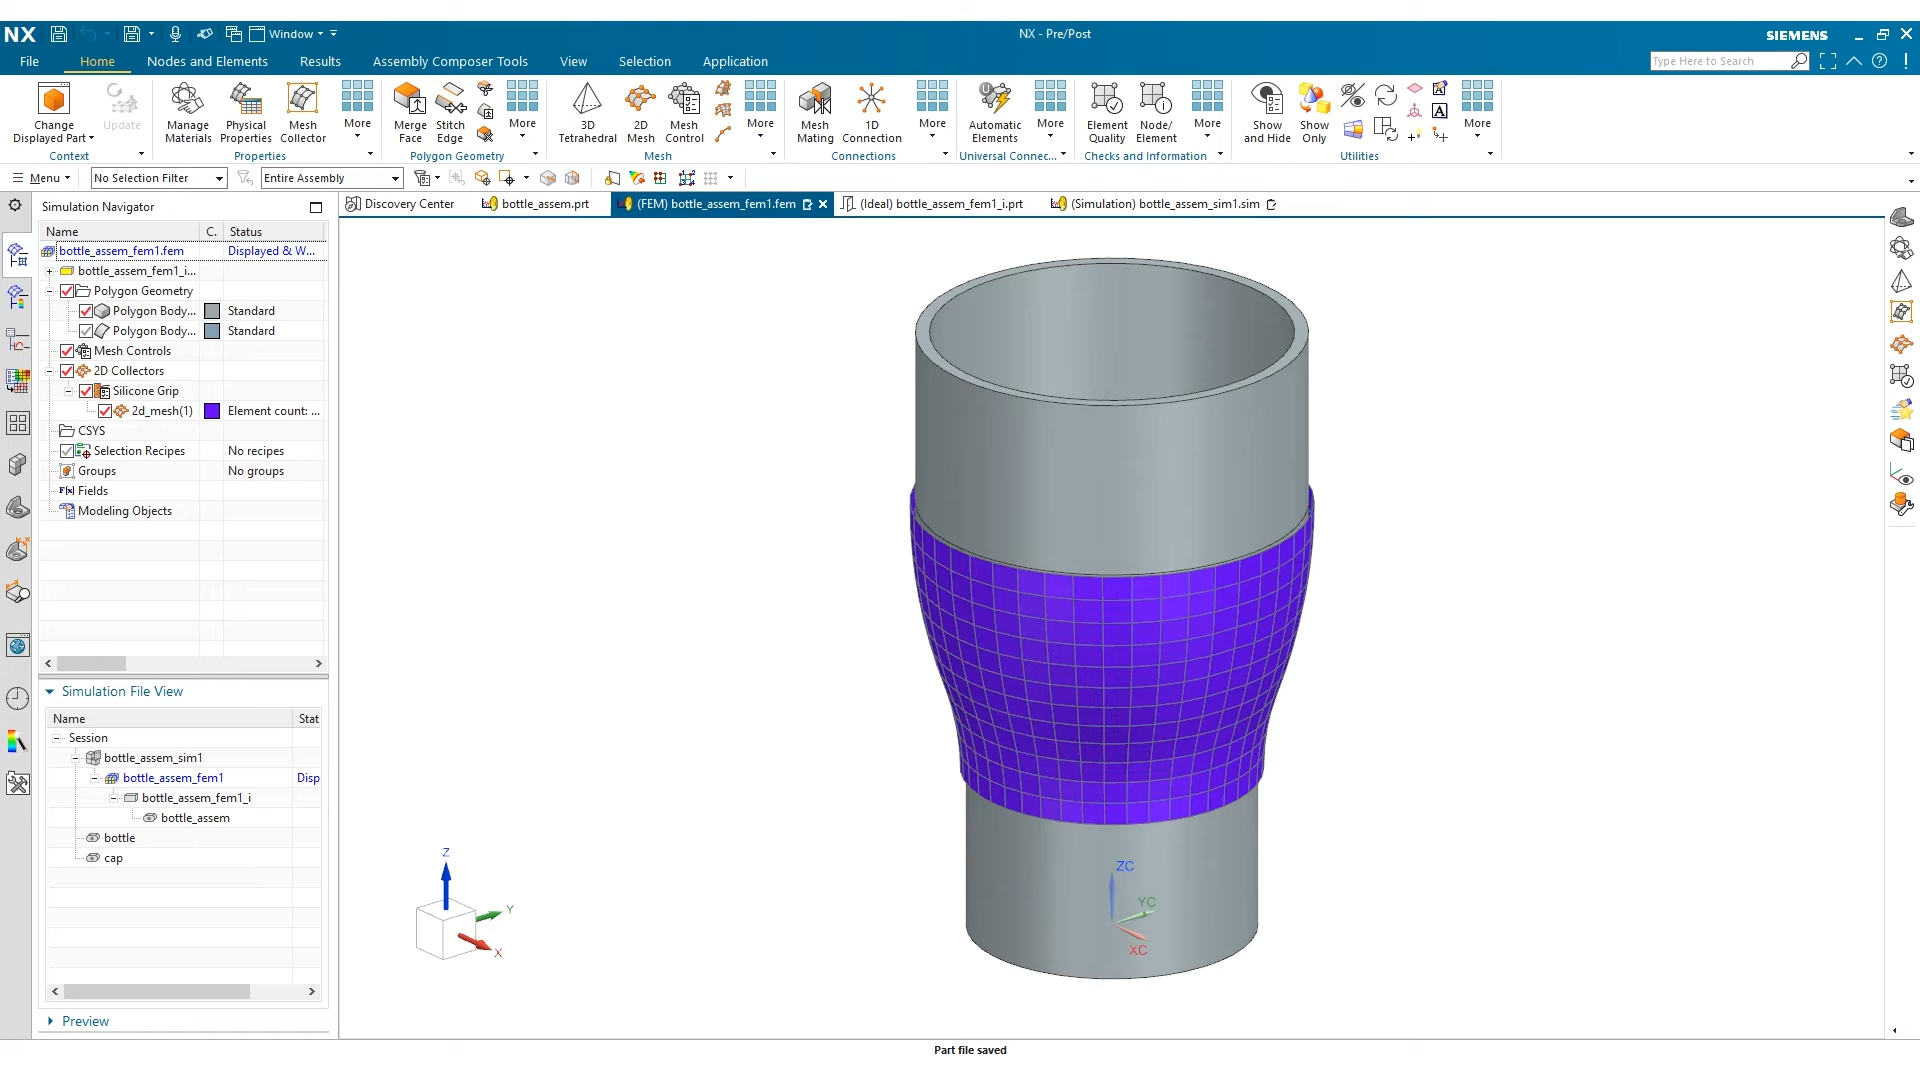 NX
Window
NX - Pre/Post
SIEMENS
File Home Nodes and Elements Results Assembly Composer Tools View Selection Application
Type Here to Search
Change Displayed Part
Update
Manage Materials
Physical Properties
Mesh Collector
More
Merge Face
Stitch Edge
More
3D Tetrahedral
2D Mesh
Mesh Control
More
Mesh Mating
1D Connection
More
Automatic Elements
More
Element Quality
Node/ Element
More
Show and Hide
Show Only
More
Context Properties Polygon Geometry Mesh Connections Universal Connec... Checks and Information Utilities
Menu No Selection Filter Entire Assembly
Simulation Navigator
Discovery Center bottle_assem.prt (FEM) bottle_assem_fem1.fem (Ideal) bottle_assem_fem1_i.prt (Simulation) bottle_assem_sim1.sim
Name C. Status
bottle_assem_fem1.fem Displayed & W...
bottle_assem_fem1_i...
Polygon Geometry
Polygon Body... Standard
Polygon Body... Standard
Mesh Controls
2D Collectors
Silicone Grip
2d_mesh(1) Element count: ...
CSYS
Selection Recipes No recipes
Groups No groups
F(x) Fields
Modeling Objects
Simulation File View
Name Stat
Session
bottle_assem_sim1
bottle_assem_fem1 Disp
bottle_assem_fem1_i
bottle_assem
bottle
cap
Preview
Z
Y
X
ZC
YC
XC
Part file saved